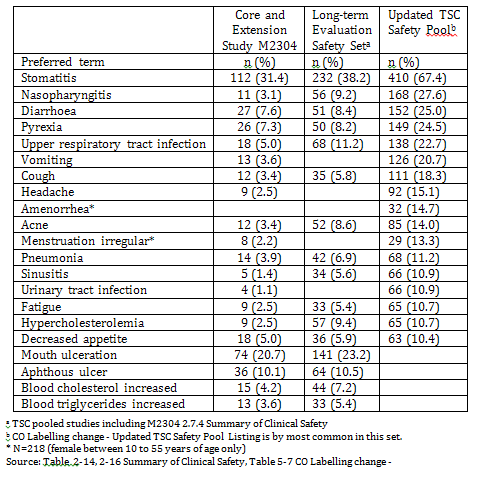 Core and Extension Study M2304 Long-term Evaluation Safety Setª Updated TSC Safety Poolᵇ
Preferred term n (%) n (%) n (%)
Stomatitis 112 (31.4) 232 (38.2) 410 (67.4)
Nasopharyngitis 11 (3.1) 56 (9.2) 168 (27.6)
Diarrhoea 27 (7.6) 51 (8.4) 152 (25.0)
Pyrexia 26 (7.3) 50 (8.2) 149 (24.5)
Upper respiratory tract infection 18 (5.0) 68 (11.2) 138 (22.7)
Vomiting 13 (3.6) 126 (20.7)
Cough 12 (3.4) 35 (5.8) 111 (18.3)
Headache 9 (2.5) 92 (15.1)
Amenorrhea* 32 (14.7)
Acne 12 (3.4) 52 (8.6) 85 (14.0)
Menstruation irregular* 8 (2.2) 29 (13.3)
Pneumonia 14 (3.9) 42 (6.9) 68 (11.2)
Sinusitis 5 (1.4) 34 (5.6) 66 (10.9)
Urinary tract infection 4 (1.1) 66 (10.9)
Fatigue 9 (2.5) 33 (5.4) 65 (10.7)
Hypercholesterolemia 9 (2.5) 57 (9.4) 65 (10.7)
Decreased appetite 18 (5.0) 36 (5.9) 63 (10.4)
Mouth ulceration 74 (20.7) 141 (23.2)
Aphthous ulcer 36 (10.1) 64 (10.5)
Blood cholesterol increased 15 (4.2) 44 (7.2)
Blood triglycerides increased 13 (3.6) 33 (5.4)
ª TSC pooled studies including M2304 2.7.4 Summary of Clinical Safety
ᵇ CO Labelling change - Updated TSC Safety Pool Listing is by most common in this set.
* N=218 (female between 10 to 55 years of age only)
Source: Table 2-14, 2-16 Summary of Clinical Safety, Table 5-7 CO Labelling change -